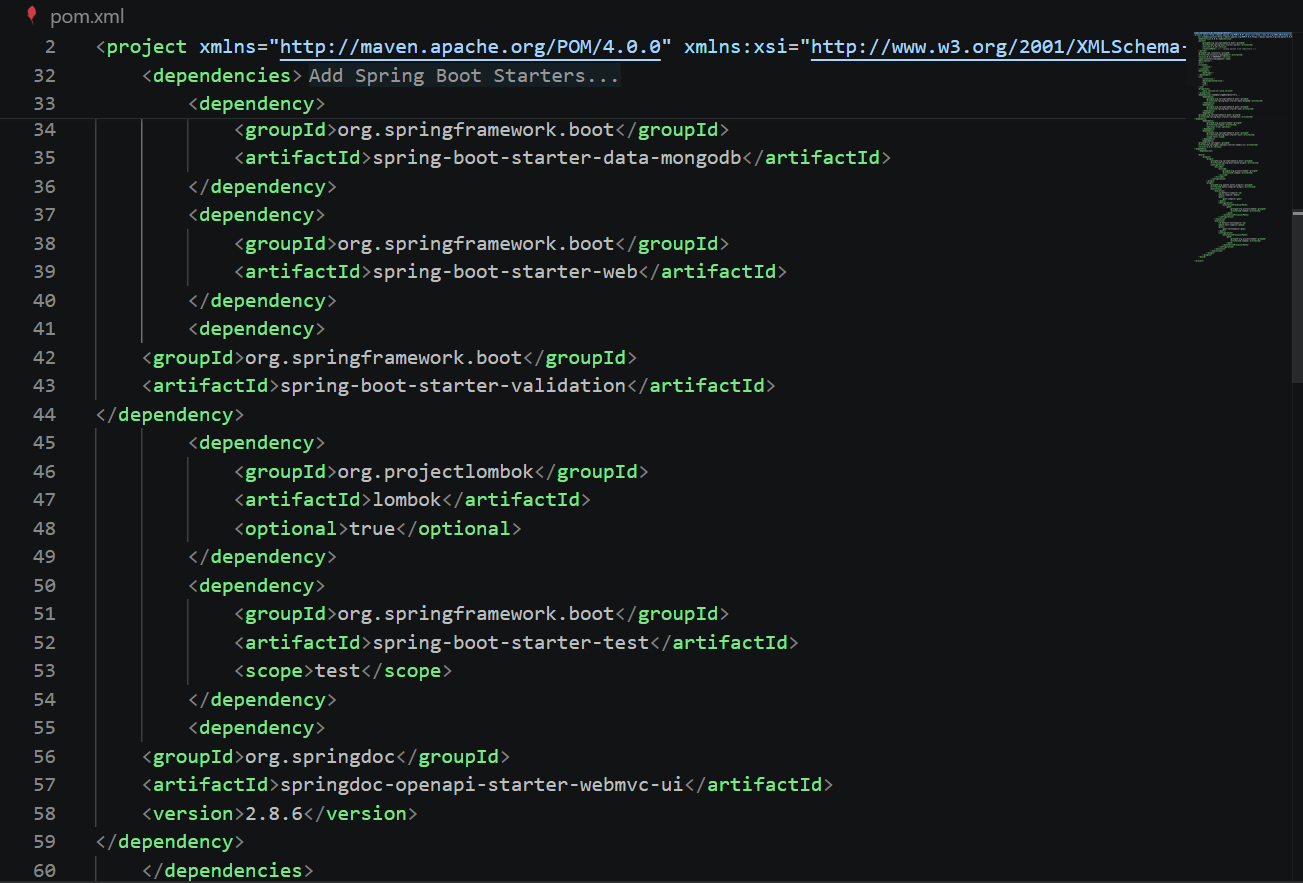 pom.xml
2 <project xmlns="http://maven.apache.org/POM/4.0.0" xmlns:xsi="http://www.w3.org/2001/XMLSchema-
32 <dependencies> Add Spring Boot Starters...
33 <dependency>
34 <groupId>org.springframework.boot</groupId>
35 <artifactId>spring-boot-starter-data-mongodb</artifactId>
36 </dependency>
37 <dependency>
38 <groupId>org.springframework.boot</groupId>
39 <artifactId>spring-boot-starter-web</artifactId>
40 </dependency>
41 <dependency>
42 <groupId>org.springframework.boot</groupId>
43 <artifactId>spring-boot-starter-validation</artifactId>
44 </dependency>
45 <dependency>
46 <groupId>org.projectlombok</groupId>
47 <artifactId>lombok</artifactId>
48 <optional>true</optional>
49 </dependency>
50 <dependency>
51 <groupId>org.springframework.boot</groupId>
52 <artifactId>spring-boot-starter-test</artifactId>
53 <scope>test</scope>
54 </dependency>
55 <dependency>
56 <groupId>org.springdoc</groupId>
57 <artifactId>springdoc-openapi-starter-webmvc-ui</artifactId>
58 <version>2.8.6</version>
59 </dependency>
60 </dependencies>